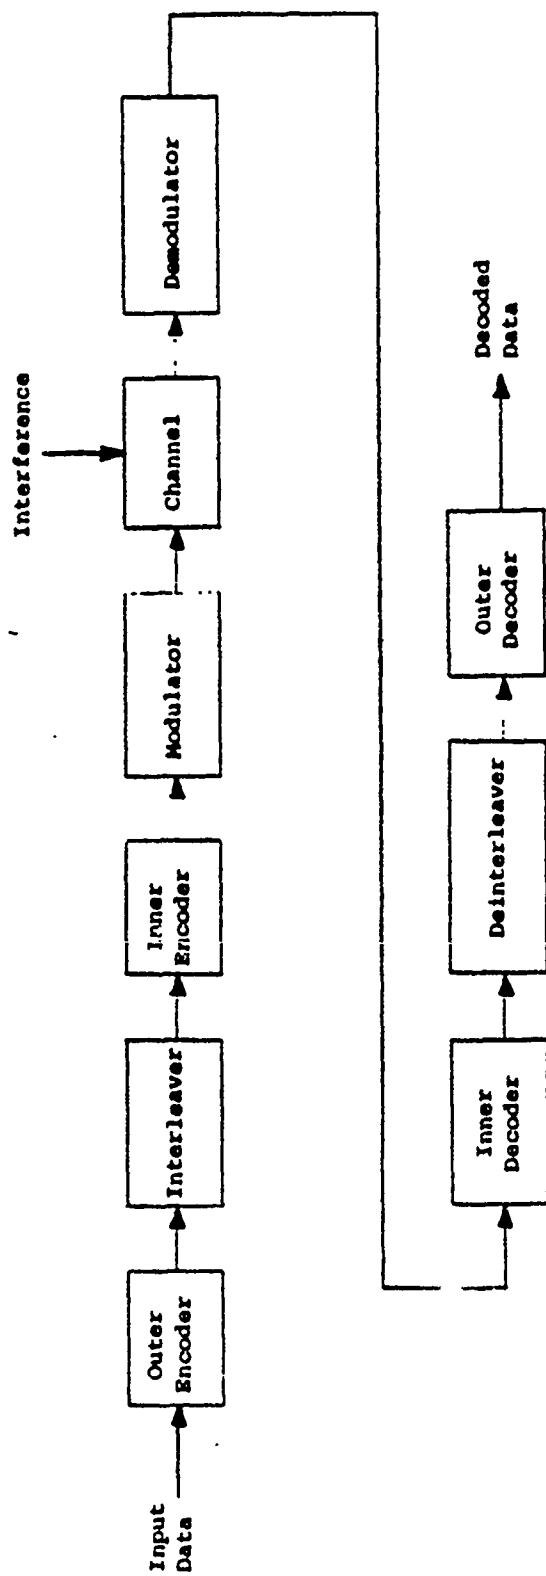 Input
Data
Outer
Encoder
Interleaver
Inner
Encoder
Modulator
Channel
Interference
Demodulator
Inner
Decoder
Deinterleaver
Outer
Decoder
Decoded
Data